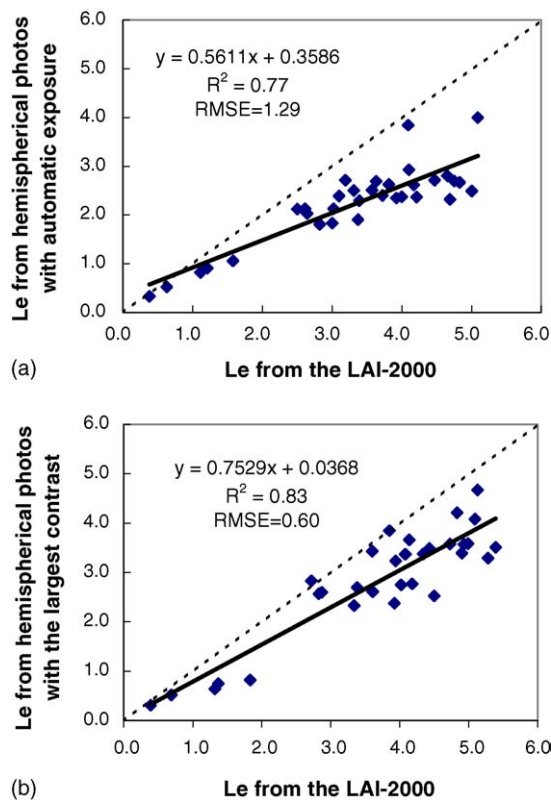 Le from hemispherical photos
with automatic exposure
6.0
5.0
4.0
3.0
2.0
1.0
0.0
y = 0.5611x + 0.3586
R² = 0.77
RMSE=1.29
0.0 1.0 2.0 3.0 4.0 5.0 6.0
(a) Le from the LAI-2000
Le from hemispherical photos
with the largest contrast
6.0
5.0
4.0
3.0
2.0
1.0
0.0
y = 0.7529x + 0.0368
R² = 0.83
RMSE=0.60
0.0 1.0 2.0 3.0 4.0 5.0 6.0
(b) Le from the LAI-2000